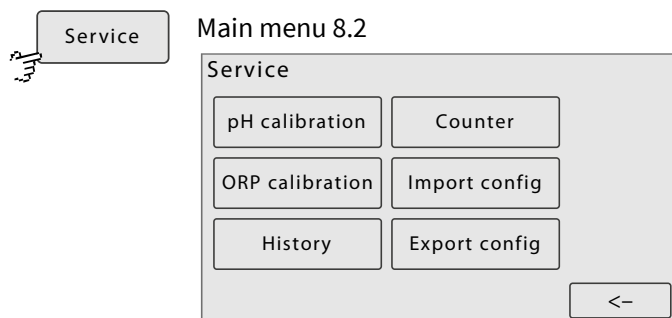 Service
Main menu 8.2
Service
pH calibration
Counter
ORP calibration
Import config
History
Export config
<–